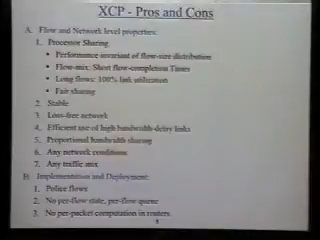 XCP - Pros and Cons
A. Flow and Network level properties:
1. Processor Sharing
• Performance invariant of flow-size distribution
• Flow-mix: Short flow-completion Times
• Long flows: 100% link utilization
• Fair sharing
2. Stable
3. Loss-free network
4. Efficient use of high bandwidth-delay links
5. Proportional bandwidth sharing
6. Any network conditions
7. Any traffic mix
B. Implementation and Deployment:
1. Police flows
2. No per-flow state, per-flow queue
3. No per-packet computation in routers